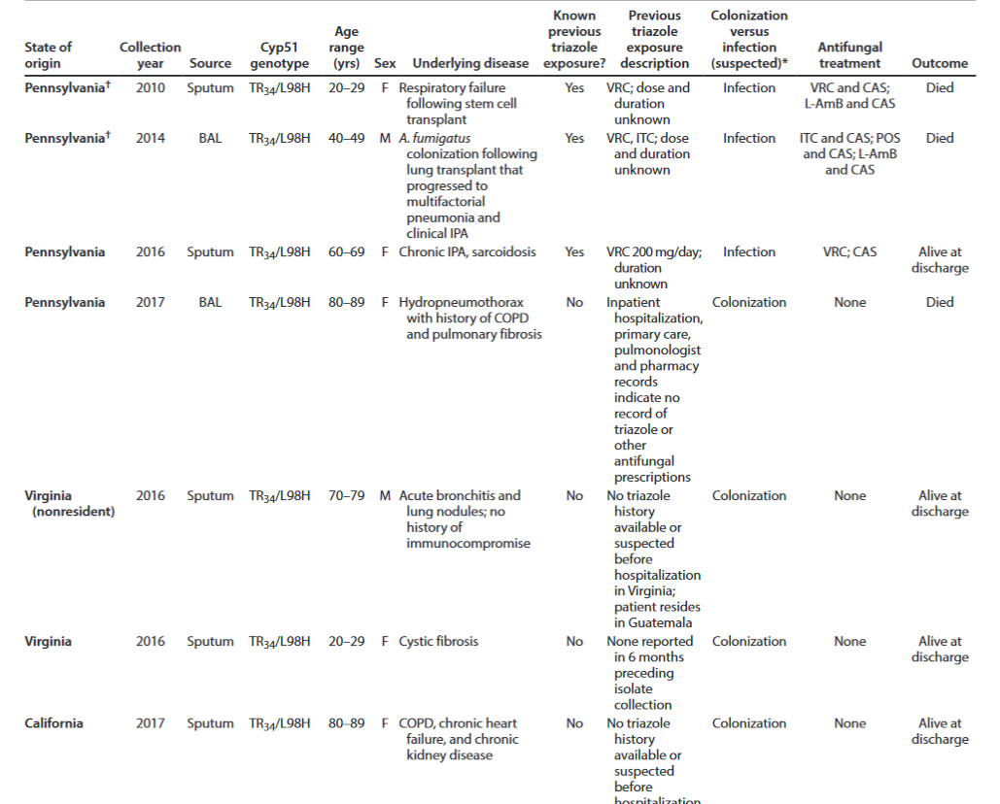 Known Previous Colonization
Age previous triazole versus
State of Collection Cyp51 range triazole exposure infection Antifungal
origin year Source genotype (yrs) Sex Underlying disease exposure? description (suspected)* treatment Outcome
Pennsylvania† 2010 Sputum TR34/L98H 20–29 F Respiratory failure Yes VRC; dose and Infection VRC and CAS; Died
following stem cell duration L-AmB and CAS
transplant unknown
Pennsylvania† 2014 BAL TR34/L98H 40–49 M A. fumigatus Yes VRC, ITC; dose Infection ITC and CAS; POS Died
colonization following and duration and CAS; L-AmB
lung transplant that unknown and CAS
progressed to
multifactorial
pneumonia and
clinical IPA
Pennsylvania 2016 Sputum TR34/L98H 60–69 F Chronic IPA, sarcoidosis Yes VRC 200 mg/day; Infection VRC; CAS Alive at
duration discharge
unknown
Pennsylvania 2017 BAL TR34/L98H 80–89 F Hydropneumothorax No Inpatient Colonization None Died
with history of COPD hospitalization,
and pulmonary fibrosis primary care,
pulmonologist
and pharmacy
records
indicate no
record of
triazole or
other
antifungal
prescriptions
Virginia 2016 Sputum TR34/L98H 70–79 M Acute bronchitis and No No triazole Colonization None Alive at
(nonresident) lung nodules; no history discharge
history of available or
immunocompromise suspected
before
hospitalization
in Virginia;
patient resides
in Guatemala
Virginia 2016 Sputum TR34/L98H 20–29 F Cystic fibrosis No None reported Colonization None Alive at
in 6 months discharge
preceding
isolate
collection
California 2017 Sputum TR34/L98H 80–89 F COPD, chronic heart No No triazole Colonization None Alive at
failure, and chronic history discharge
kidney disease available or
suspected
before
hospitalization